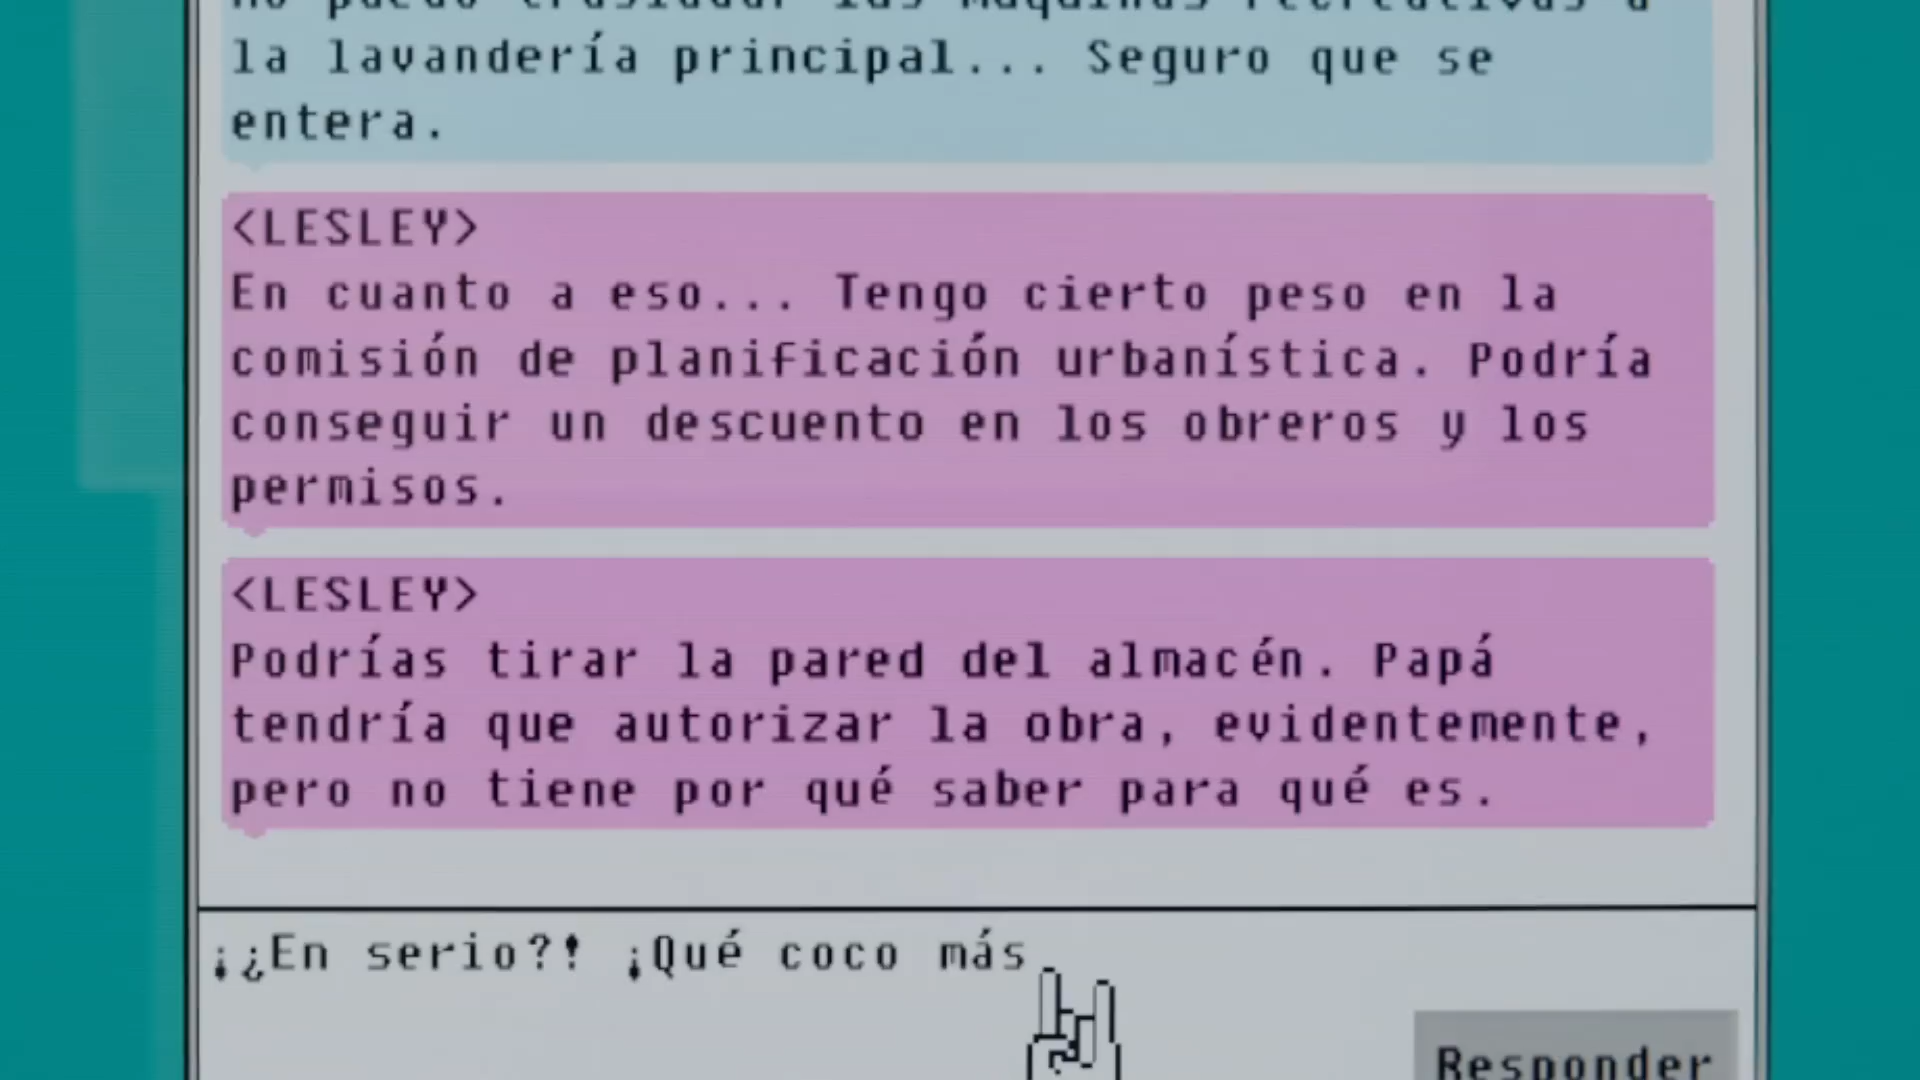 la lavandería principal... Seguro que se
entera.
<LESLEY>
En cuanto a eso... Tengo cierto peso en la
comisión de planificación urbanística. Podría
conseguir un descuento en los obreros y los
permisos.
<LESLEY>
Podrías tirar la pared del almacén. Papá
tendría que autorizar la obra, evidentemente,
pero no tiene por qué saber para qué es.
¡¿En serio?! ¡Qué coco más
Responder